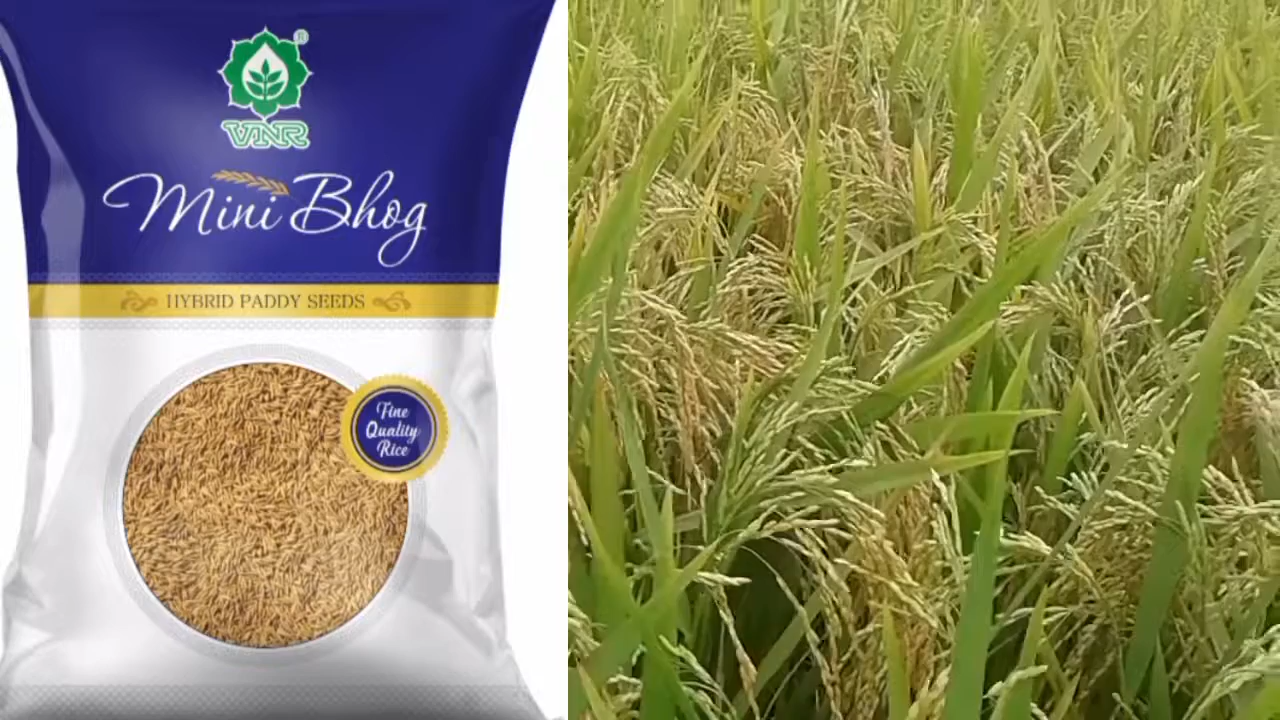 ®
VNR
Mini Bhog
HYBRID PADDY SEEDS
Fine
Quality
Rice